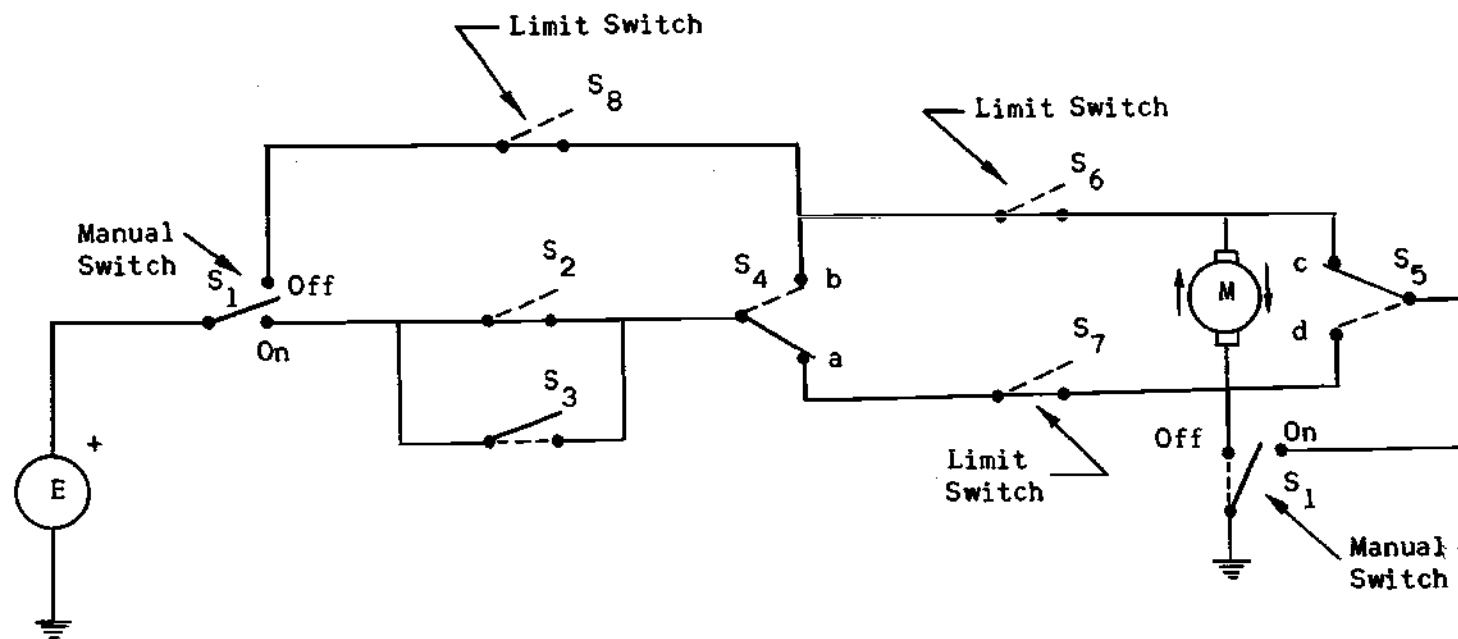 Limit Switch
S8
Limit Switch
S6
Manual
Switch
S1
Off
On
S2
S3
S4
b
a
S7
Limit
Switch
M
c
d
S5
Off
On
S1
Manual
Switch
+
E